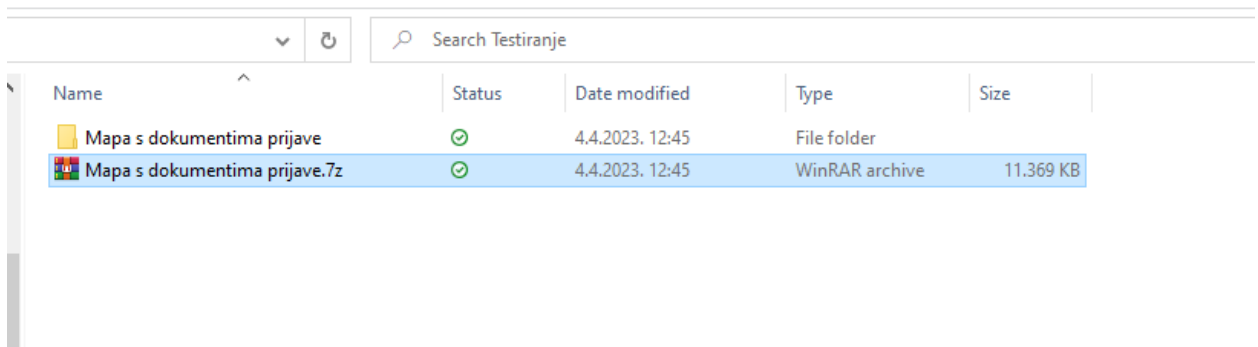 Search Testiranje
Name Status Date modified Type Size
Mapa s dokumentima prijave 4.4.2023. 12:45 File folder
Mapa s dokumentima prijave.7z 4.4.2023. 12:45 WinRAR archive 11.369 KB